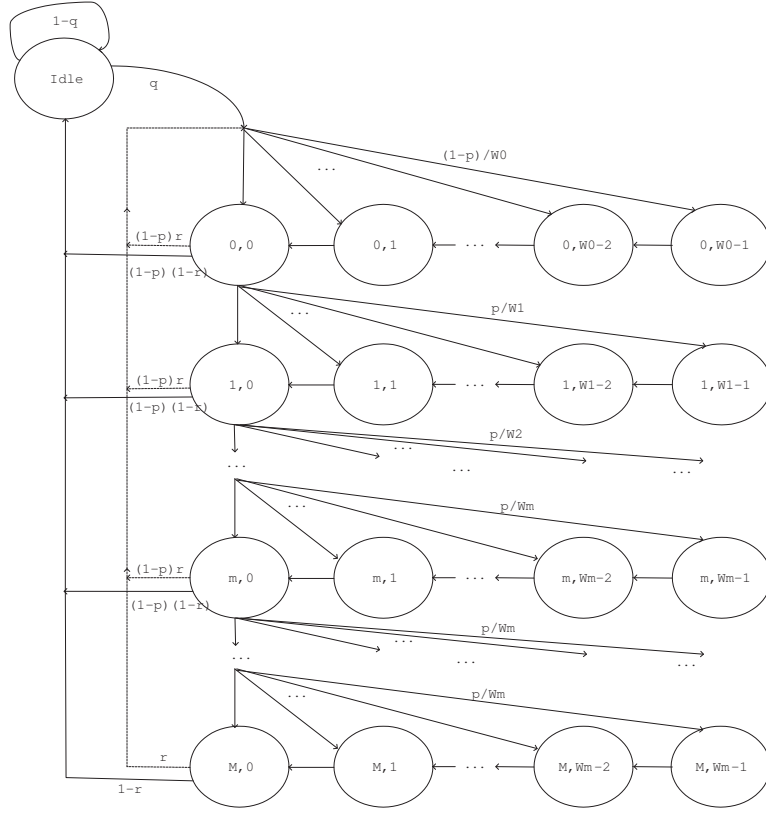 1-q
Idle
q
(1-p)/W0
...
(1-p)r
0,0
0,1
...
0,W0-2
0,W0-1
(1-p)(1-r)
...
p/W1
(1-p)r
1,0
1,1
...
1,W1-2
1,W1-1
(1-p)(1-r)
p/W2
...
...
...
...
...
p/Wm
(1-p)r
m,0
m,1
...
m,Wm-2
m,Wm-1
(1-p)(1-r)
p/Wm
...
...
...
...
...
p/Wm
r
M,0
M,1
...
M,Wm-2
M,Wm-1
1-r